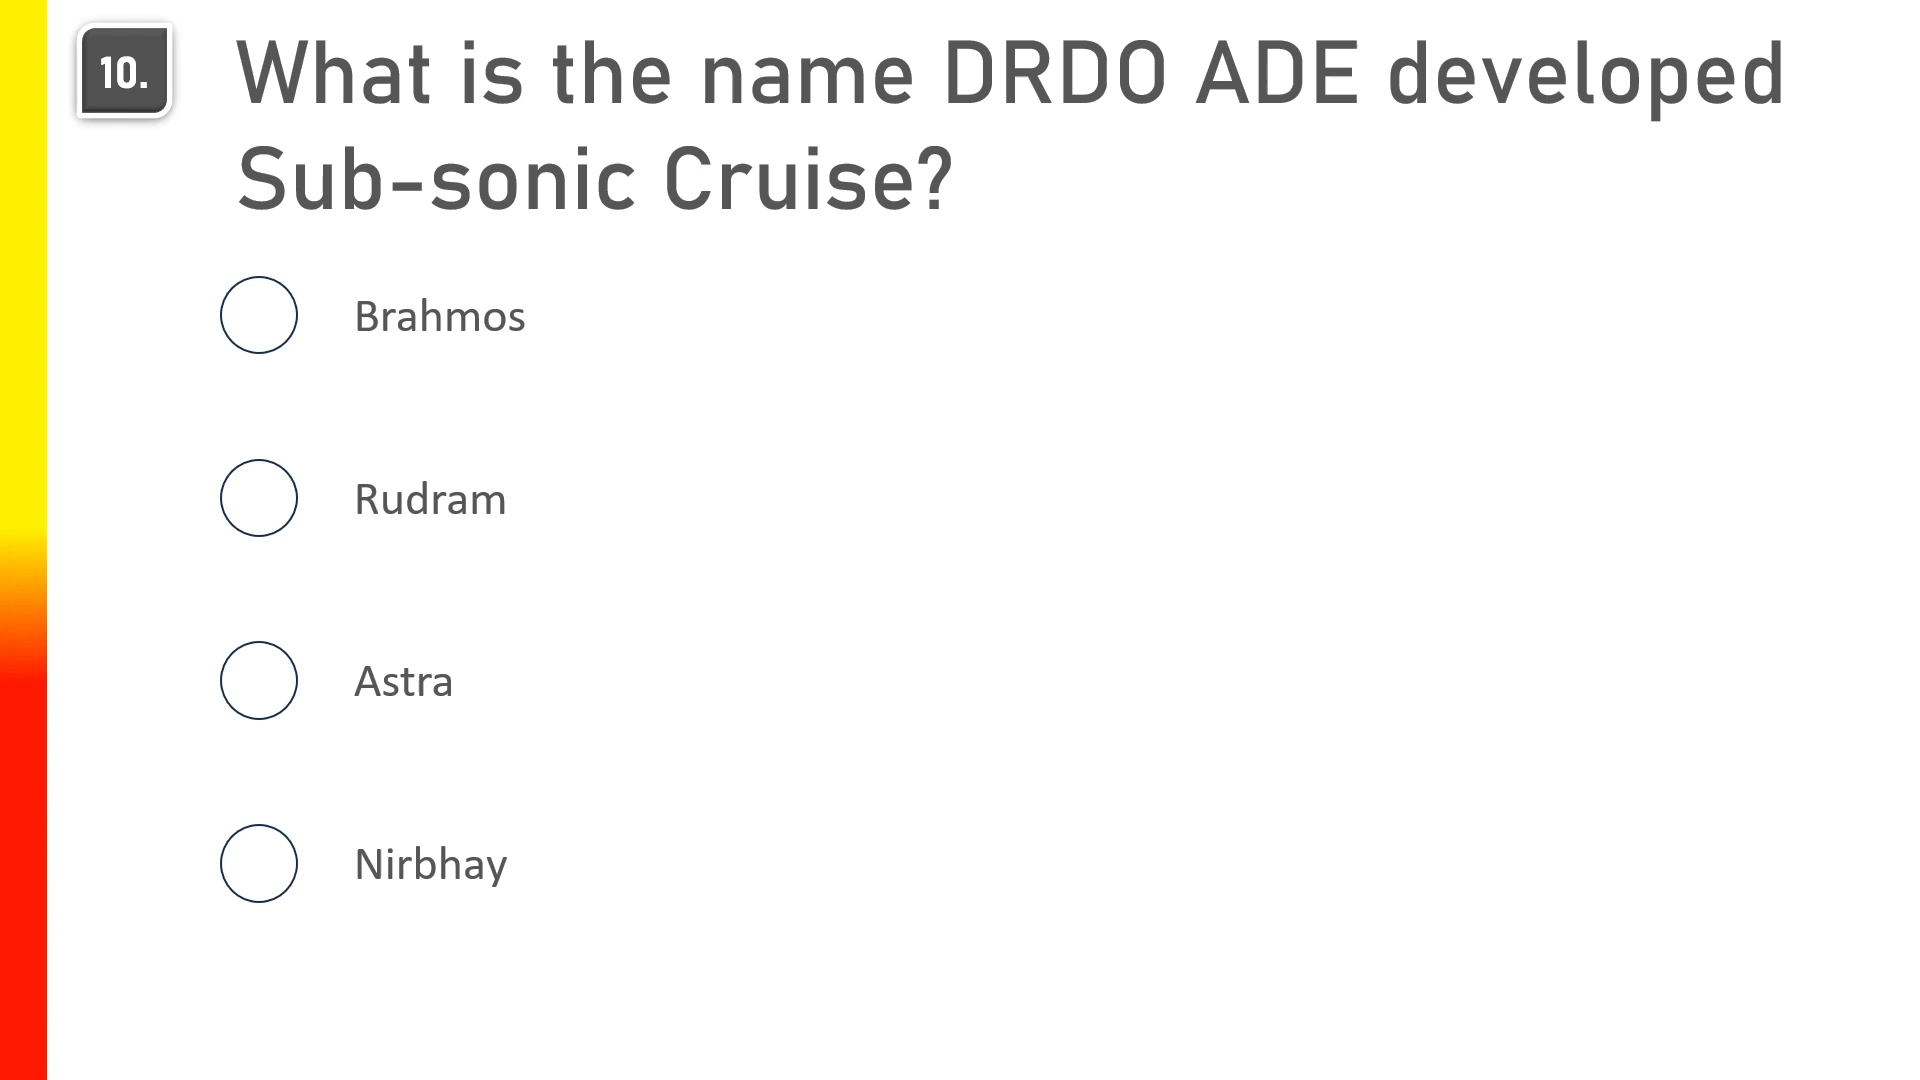 10.
What is the name DRDO ADE developed
Sub-sonic Cruise?
Brahmos
Rudram
Astra
Nirbhay